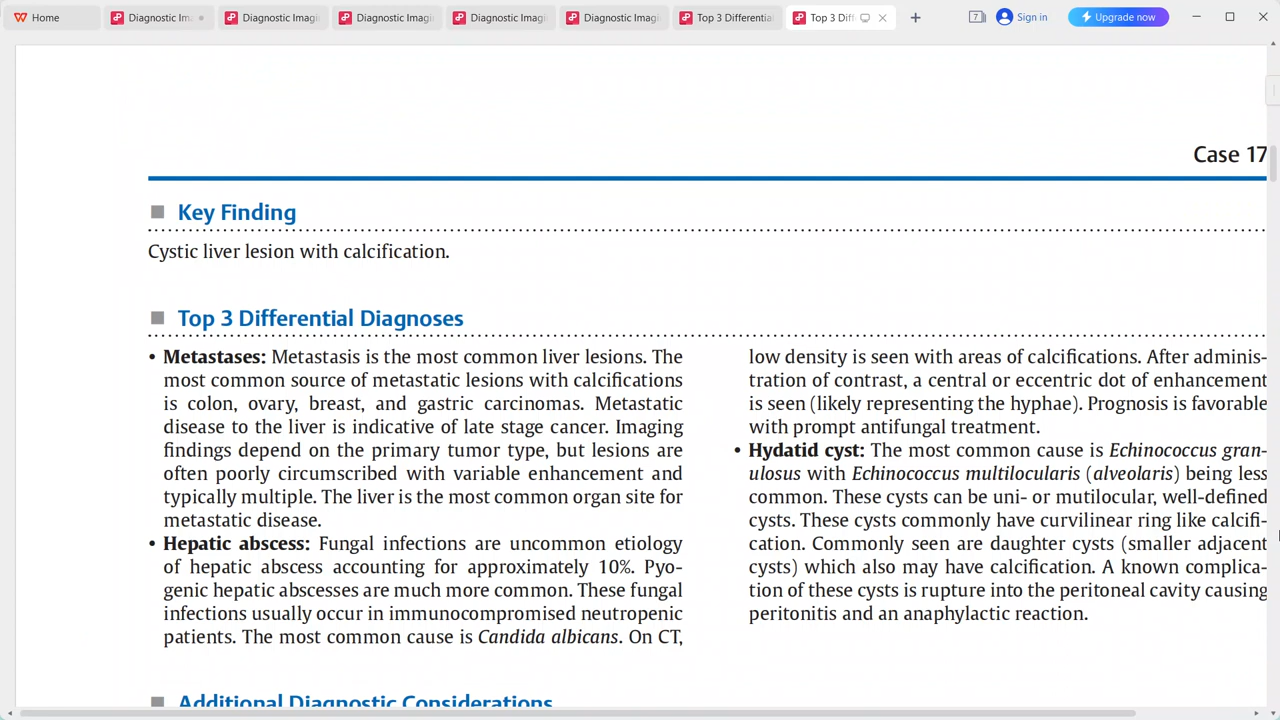 Home
Diagnostic Im
Diagnostic Imagi
Diagnostic Imagi
Diagnostic Imagi
Diagnostic Imagi
Top 3 Differential
Top 3 Diff
7
Sign in
Upgrade now
Case 17
Key Finding
Cystic liver lesion with calcification.
Top 3 Differential Diagnoses
• Metastases: Metastasis is the most common liver lesions. The
most common source of metastatic lesions with calcifications
is colon, ovary, breast, and gastric carcinomas. Metastatic
disease to the liver is indicative of late stage cancer. Imaging
findings depend on the primary tumor type, but lesions are
often poorly circumscribed with variable enhancement and
typically multiple. The liver is the most common organ site for
metastatic disease.
• Hepatic abscess: Fungal infections are uncommon etiology
of hepatic abscess accounting for approximately 10%. Pyo-
genic hepatic abscesses are much more common. These fungal
infections usually occur in immunocompromised neutropenic
patients. The most common cause is Candida albicans. On CT,
low density is seen with areas of calcifications. After adminis-
tration of contrast, a central or eccentric dot of enhancement
is seen (likely representing the hyphae). Prognosis is favorable
with prompt antifungal treatment.
• Hydatid cyst: The most common cause is Echinococcus gran-
ulosus with Echinococcus multilocularis (alveolaris) being less
common. These cysts can be uni- or mutilocular, well-defined
cysts. These cysts commonly have curvilinear ring like calcifi-
cation. Commonly seen are daughter cysts (smaller adjacent
cysts) which also may have calcification. A known complica-
tion of these cysts is rupture into the peritoneal cavity causing
peritonitis and an anaphylactic reaction.
Additional Diagnostic Considerations